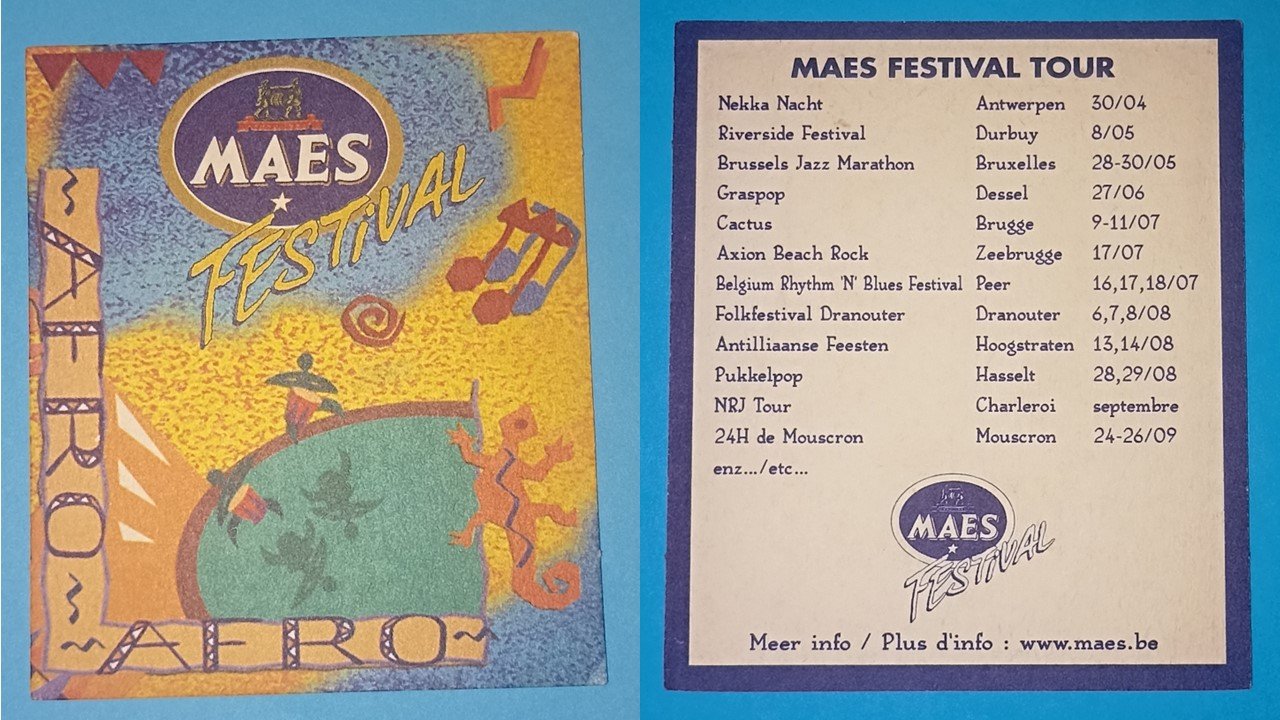 MAES
FESTiVAL
AFRO
AFRO
MAES FESTIVAL TOUR
Nekka Nacht Antwerpen 30/04
Riverside Festival Durbuy 8/05
Brussels Jazz Marathon Bruxelles 28-30/05
Graspop Dessel 27/06
Cactus Brugge 9-11/07
Axion Beach Rock Zeebrugge 17/07
Belgium Rhythm 'N' Blues Festival Peer 16,17,18/07
Folkfestival Dranouter Dranouter 6,7,8/08
Antilliaanse Feesten Hoogstraten 13,14/08
Pukkelpop Hasselt 28,29/08
NRJ Tour Charleroi septembre
24H de Mouscron Mouscron 24-26/09
enz.../etc...
MAES
FESTiVAL
Meer info / Plus d'info : www.maes.be